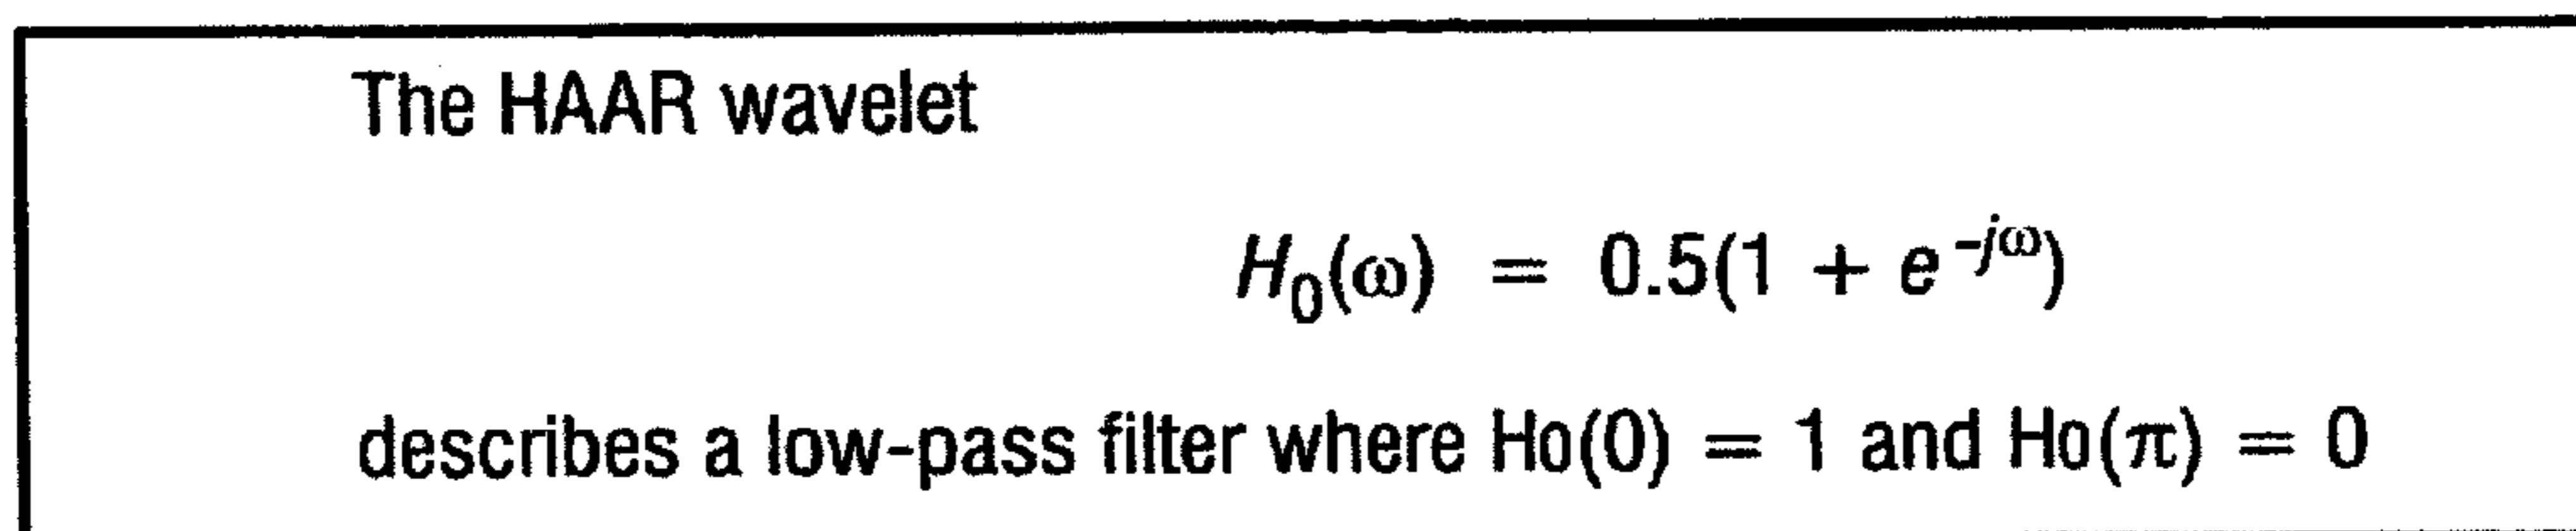 The HAAR wavelet
H₀(ω) = 0.5(1 + e^{-jω})
describes a low-pass filter where Ho(0) = 1 and Ho(π) = 0